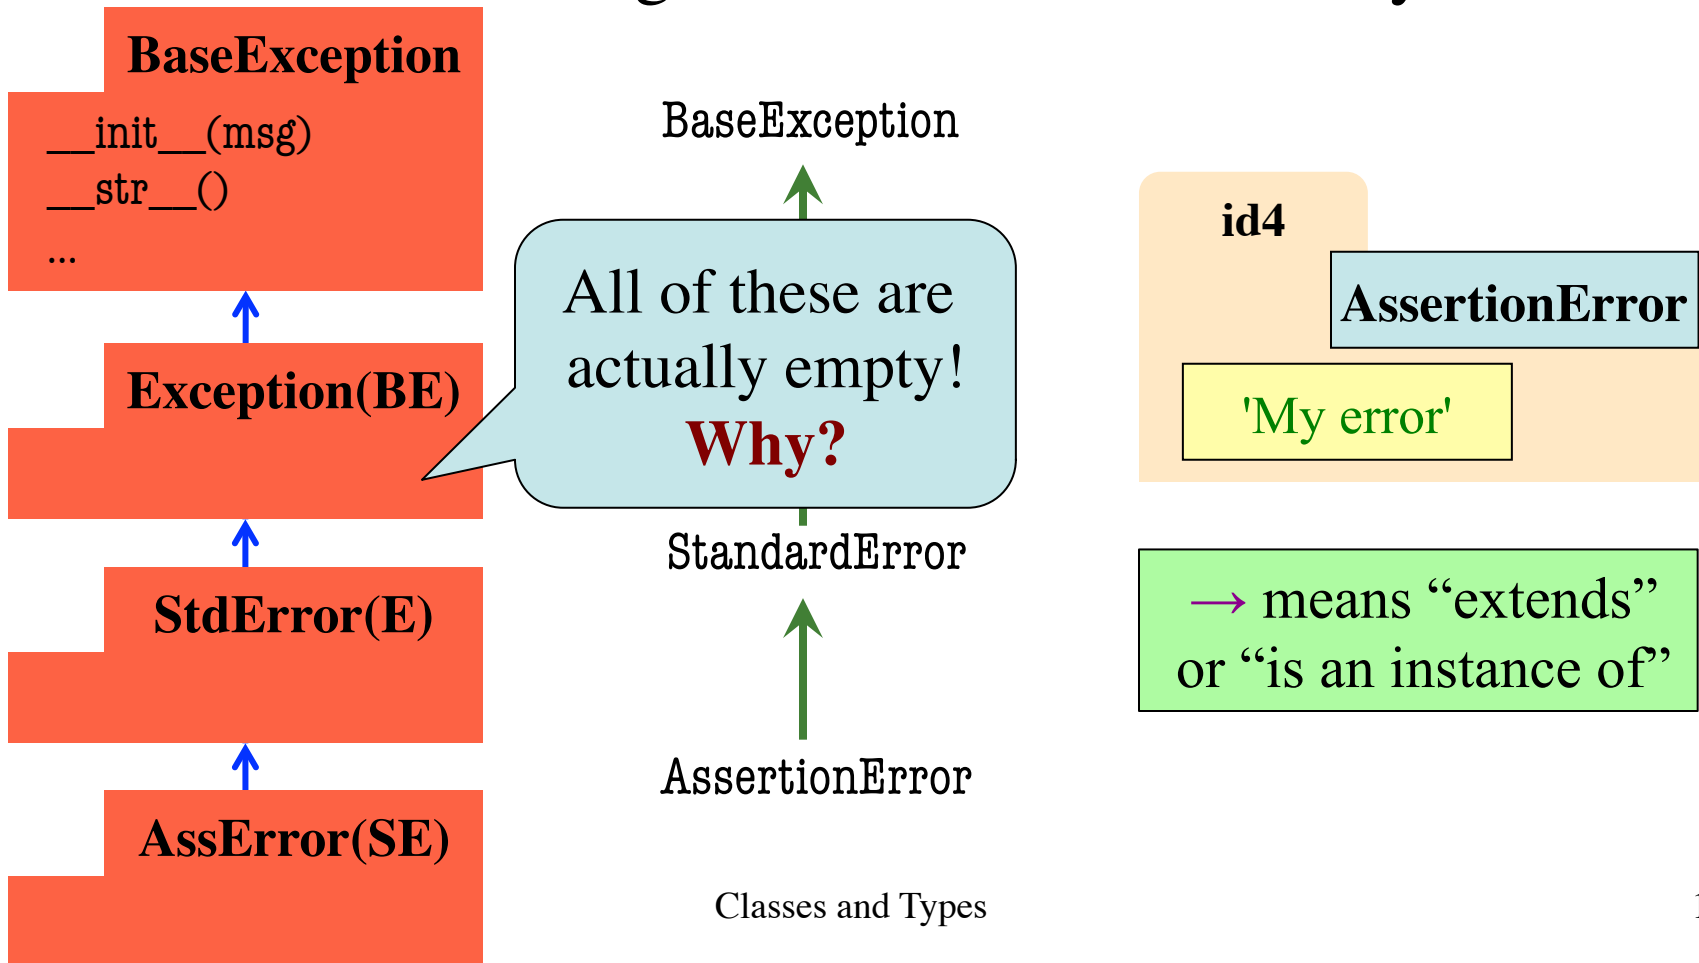 BaseException
__init__(msg)
__str__()
...
Exception(BE)
StdError(E)
AssError(SE)
BaseException
All of these are
actually empty!
Why?
StandardError
AssertionError
id4
AssertionError
'My error'
→ means “extends”
or “is an instance of”
Classes and Types